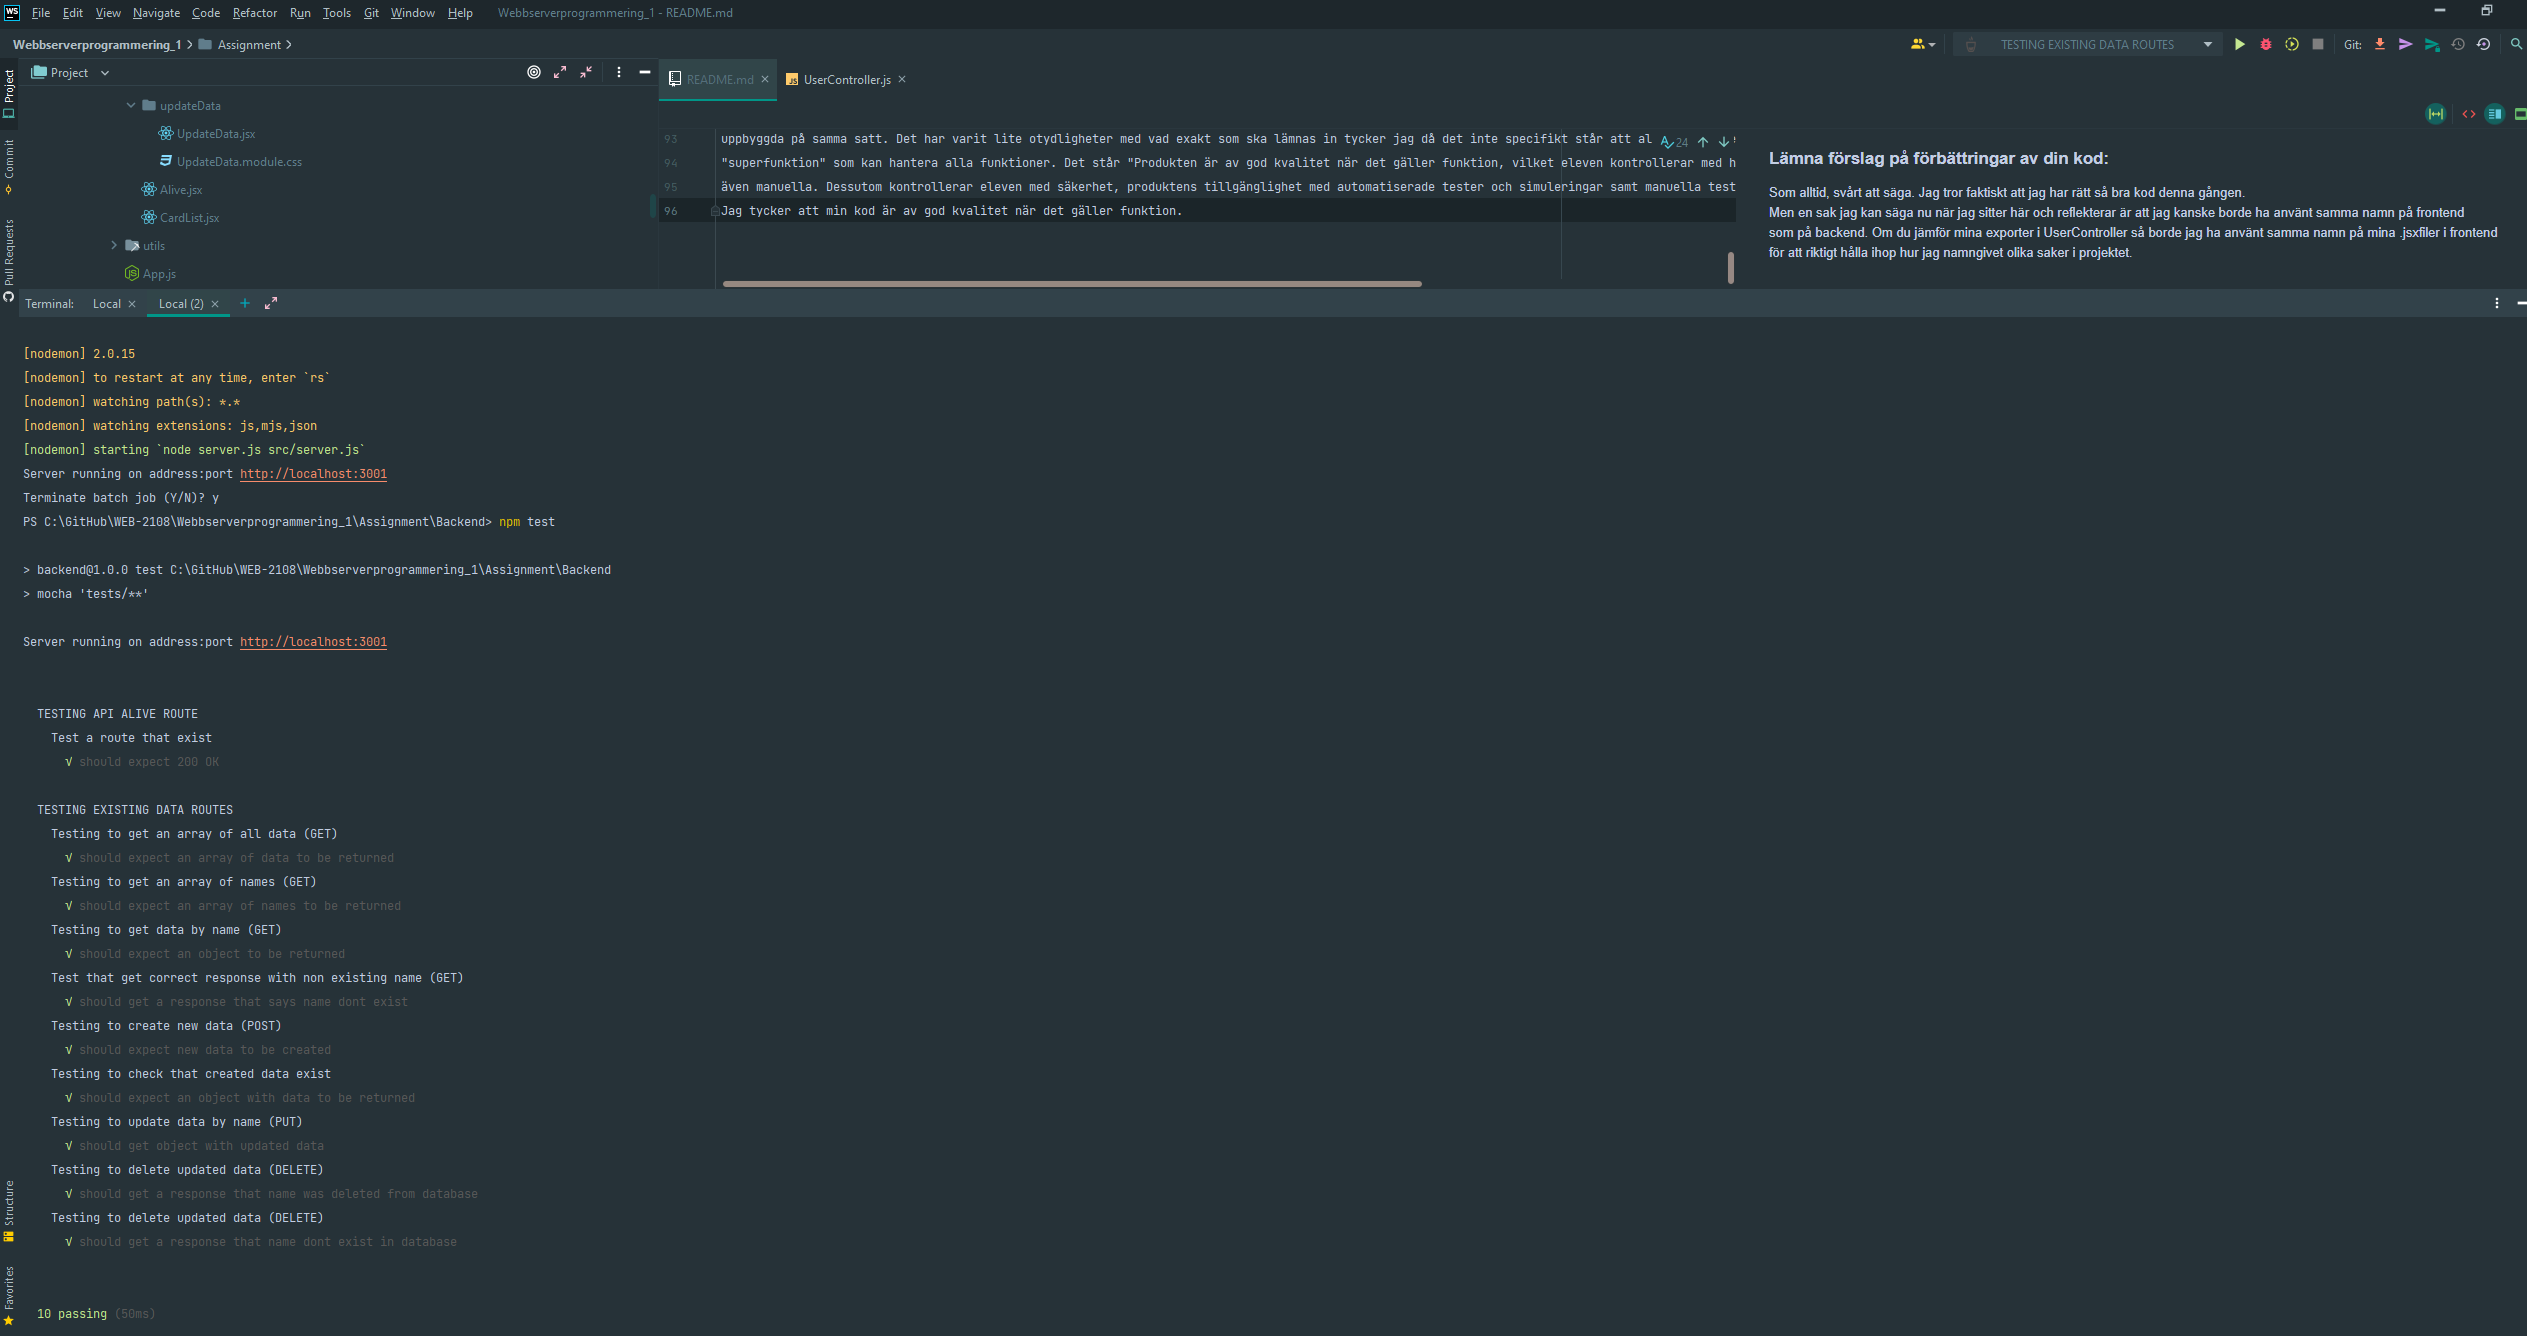 WS File Edit View Navigate Code Refactor Run Tools Git Window Help Webbserverprogrammering_1 - README.md
Webbserverprogrammering_1 Assignment
TESTING EXISTING DATA ROUTES Git:
Project
Commit
Pull Requests
Structure
Favorites
Project
updateData
UpdateData.jsx
UpdateData.module.css
Alive.jsx
CardList.jsx
utils
App.js
README.md UserController.js
24
93 uppbyggda på samma satt. Det har varit lite otydligheter med vad exakt som ska lämnas in tycker jag då det inte specifikt står att al
94 "superfunktion" som kan hantera alla funktioner. Det står "Produkten är av god kvalitet när det gäller funktion, vilket eleven kontrollerar med h
95 även manuella. Dessutom kontrollerar eleven med säkerhet, produktens tillgänglighet med automatiserade tester och simuleringar samt manuella test
96 Jag tycker att min kod är av god kvalitet när det gäller funktion.
Lämna förslag på förbättringar av din kod:
Som alltid, svårt att säga. Jag tror faktiskt att jag har rätt så bra kod denna gången.
Men en sak jag kan säga nu när jag sitter här och reflekterar är att jag kanske borde ha använt samma namn på frontend
som på backend. Om du jämför mina exporter i UserController så borde jag ha använt samma namn på mina .jsxfiler i frontend
för att riktigt hålla ihop hur jag namngivet olika saker i projektet.
Terminal: Local Local (2)
[nodemon] 2.0.15
[nodemon] to restart at any time, enter `rs`
[nodemon] watching path(s): *.*
[nodemon] watching extensions: js,mjs,json
[nodemon] starting `node server.js src/server.js`
Server running on address:port http://localhost:3001
Terminate batch job (Y/N)? y
PS C:\GitHub\WEB-2108\Webbserverprogrammering_1\Assignment\Backend> npm test
> backend@1.0.0 test C:\GitHub\WEB-2108\Webbserverprogrammering_1\Assignment\Backend
> mocha 'tests/**'
Server running on address:port http://localhost:3001
TESTING API ALIVE ROUTE
Test a route that exist
√ should expect 200 OK
TESTING EXISTING DATA ROUTES
Testing to get an array of all data (GET)
√ should expect an array of data to be returned
Testing to get an array of names (GET)
√ should expect an array of names to be returned
Testing to get data by name (GET)
√ should expect an object to be returned
Test that get correct response with non existing name (GET)
√ should get a response that says name dont exist
Testing to create new data (POST)
√ should expect new data to be created
Testing to check that created data exist
√ should expect an object with data to be returned
Testing to update data by name (PUT)
√ should get object with updated data
Testing to delete updated data (DELETE)
√ should get a response that name was deleted from database
Testing to delete updated data (DELETE)
√ should get a response that name dont exist in database
10 passing (50ms)